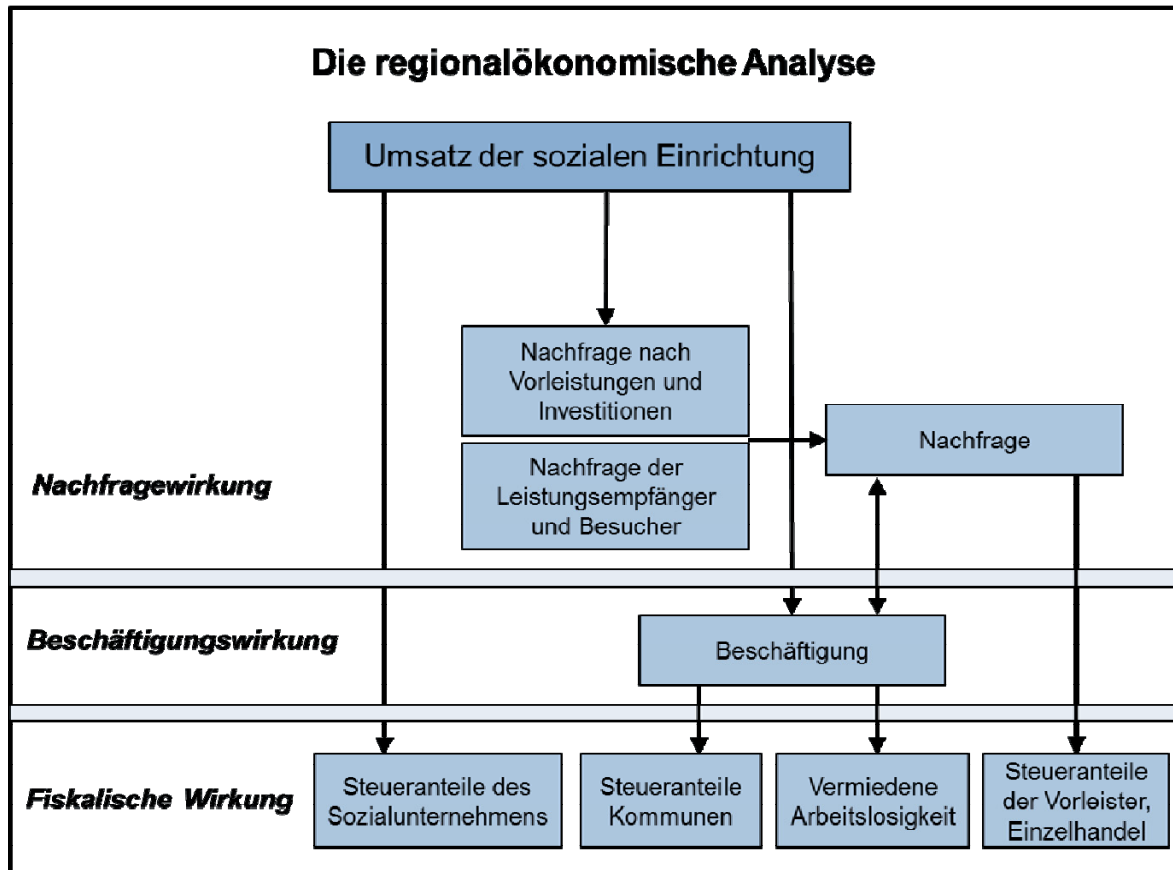 Die regionalökonomische Analyse
Umsatz der sozialen Einrichtung
Nachfrage nach
Vorleistungen und
Investitionen
Nachfrage
Nachfrage der
Leistungsempfänger
und Besucher
Nachfragewirkung
Beschäftigungswirkung
Beschäftigung
Fiskalische Wirkung
Steueranteile des
Sozialunternehmens
Steueranteile
Kommunen
Vermiedene
Arbeitslosigkeit
Steueranteile
der Vorleister,
Einzelhandel